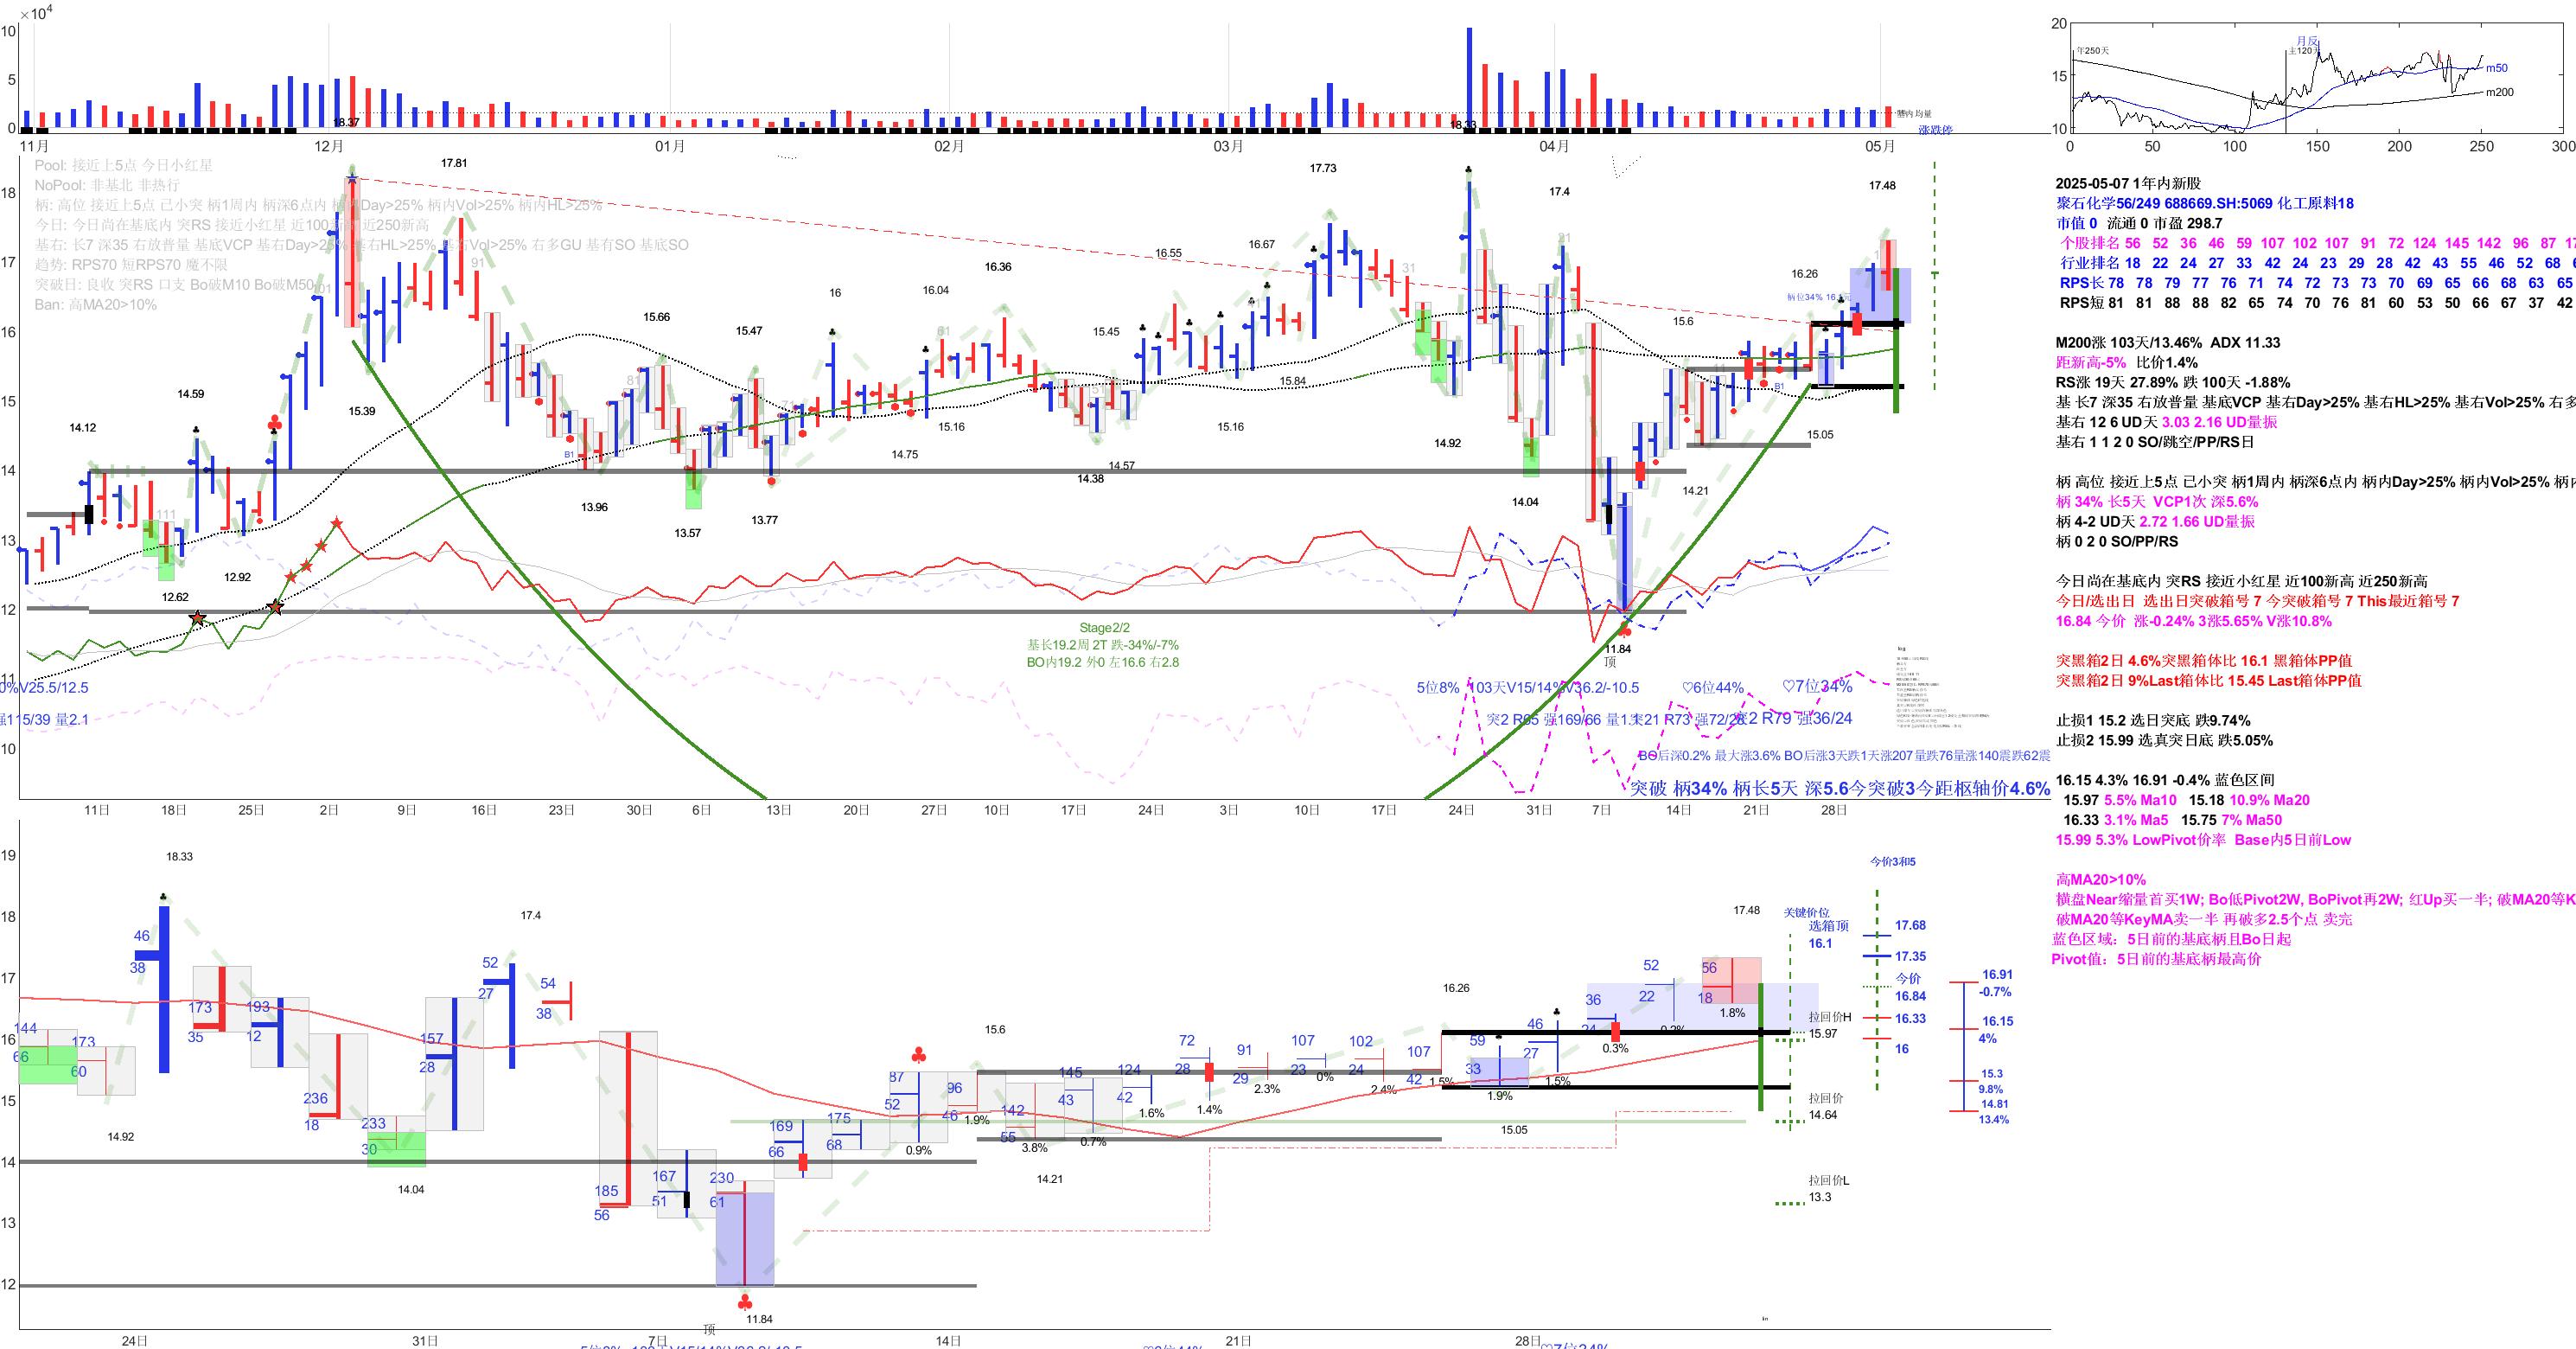 ×10⁴
10
5
0
18.37
18.33
基内均量
涨跌停
11月 12月 01月 02月 03月 04月 05月
Pool: 接近上5点 今日小红星
NoPool: 非基北 非热行
柄: 高位 接近上5点 己小突 柄1周内 柄深6点内 柄内Day>25% 柄内Vol>25% 柄内HL>25%
今日: 今日尚在基底内 突RS 接近小红星 近100新高 近250新高
基右: 长7 深35 右放普量 基底VCP 基右Day>25% 基右HL>25% 基右Vol>25% 右多GU 基有SO 基底SO
趋势: RPS70 短RPS70 魔不限
突破日: 良收 突RS 口支 Bo破M10 Bo破M50
Ban: 高MA20>10%
18
17
16
15
14
13
12
11
10
14.12
14.59
12.62
12.92
17.81
15.39
91
111
13.96
15.66
81
13.57
15.47
13.77
71
16
14.75
16.04
61
15.16
16.36
14.38
15.45
14.57
16.55
16.67
15.16
15.84
17.73
31
14.92
14.04
17.4
21
11.84
顶
15.6
14.21
16.26
15.05
17.48
B1
B1
Stage2/2
基长19.2周 2T 跌-34%/-7%
BO内19.2 外0 左16.6 右2.8
0%V25.5/12.5
强115/39 量2.1
5位8% 103天V15/14%V36.2/-10.5
♡6位44%
♡7位34%
突2 R79 强36/24
BO后深0.2% 最大涨3.6% BO后涨3天跌1天涨207量跌76量涨140震跌62震
突破 柄34% 柄长5天 深5.6今突破3今距枢轴价4.6%
11日 18日 25日 2日 9日 16日 23日 30日 6日 13日 20日 27日 10日 17日 24日 3日 10日 17日 24日 31日 7日 14日 21日 28日
19
18
17
16
15
14
13
12
18.33
14.92
14.04
17.4
11.84
顶
15.6
14.21
16.26
15.05
17.48
144 66
173 60
46 38
173 35
193 12
236 18
233 30
157 28
52 27
54 38
185 56
167 51
230 61
169 66
175 68
87 52 0.9%
96 46 1.9%
142 55 3.8%
145 43 0.7%
124 42 1.6%
72 28 1.4%
91 29 2.3%
107 23 0%
102 24 2.4%
107 42 1.5%
59 33 1.9%
46 27 1.5%
36 24 0.3%
52 22 0.2%
56 18 1.8%
关键价位
选箱顶
16.1
拉回价H
15.97
拉回价
14.64
拉回价L
13.3
今价3和5
17.68
17.35
今价
16.84
16.33
16
16.91
-0.7%
16.15
4%
15.3
9.8%
14.81
13.4%
24日 31日 7日 14日 21日 28日
20
15
10
年250天
主120天
月反
m50
m200
0 50 100 150 200 250 300
2025-05-07 1年内新股
聚石化学56/249 688669.SH:5069 化工原料18
市值 0 流通 0 市盈 298.7
个股排名 56 52 36 46 59 107 102 107 91 72 124 145 142 96 87
行业排名 18 22 24 27 33 42 24 23 29 28 42 43 55 46 52 68
RPS长 78 78 79 77 76 71 74 72 73 73 70 69 65 66 68 63 65
RPS短 81 81 88 88 82 65 74 70 76 81 60 53 50 66 67 37 42
M200涨 103天/13.46% ADX 11.33
距新高-5% 比价1.4%
RS涨 19天 27.89% 跌 100天 -1.88%
基 长7 深35 右放普量 基底VCP 基右Day>25% 基右HL>25% 基右Vol>25% 右多
基右 12 6 UD天 3.03 2.16 UD量振
基右 1 1 2 0 SO/跳空/PP/RS日
柄 高位 接近上5点 己小突 柄1周内 柄深6点内 柄内Day>25% 柄内Vol>25%
柄 34% 长5天 VCP1次 深5.6%
柄 4-2 UD天 2.72 1.66 UD量振
柄 0 2 0 SO/PP/RS
今日尚在基底内 突RS 接近小红星 近100新高 近250新高
今日/选出日 选出日突破箱号 7 今突破箱号 7 This最近箱号 7
16.84 今价 涨-0.24% 3涨5.65% V涨10.8%
突黑箱2日 4.6%突黑箱体比 16.1 黑箱体PP值
突黑箱2日 9%Last箱体比 15.45 Last箱体PP值
止损1 15.2 选日突底 跌9.74%
止损2 15.99 选真突日底 跌5.05%
16.15 4.3% 16.91 -0.4% 蓝色区间
15.97 5.5% Ma10 15.18 10.9% Ma20
16.33 3.1% Ma5 15.75 7% Ma50
15.99 5.3% LowPivot价率 Base内5日前Low
高MA20>10%
横盘Near缩量首买1W; Bo低Pivot2W, BoPivot再2W; 红Up买一半; 破MA20等K
破MA20等KeyMA卖一半 再破多2.5个点 卖完
蓝色区域：5日前的基底柄且Bo日起
Pivot值：5日前的基底柄最高价